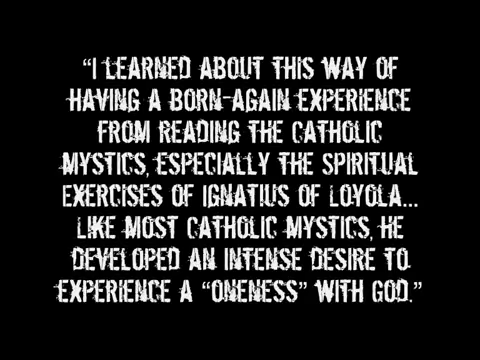 “I LEARNED ABOUT THIS WAY OF
HAVING A BORN-AGAIN EXPERIENCE
FROM READING THE CATHOLIC
MYSTICS, ESPECIALLY THE SPIRITUAL
EXERCISES OF IGNATIUS OF LOYOLA...
LIKE MOST CATHOLIC MYSTICS, HE
DEVELOPED AN INTENSE DESIRE TO
EXPERIENCE A “ONENESS” WITH GOD.”